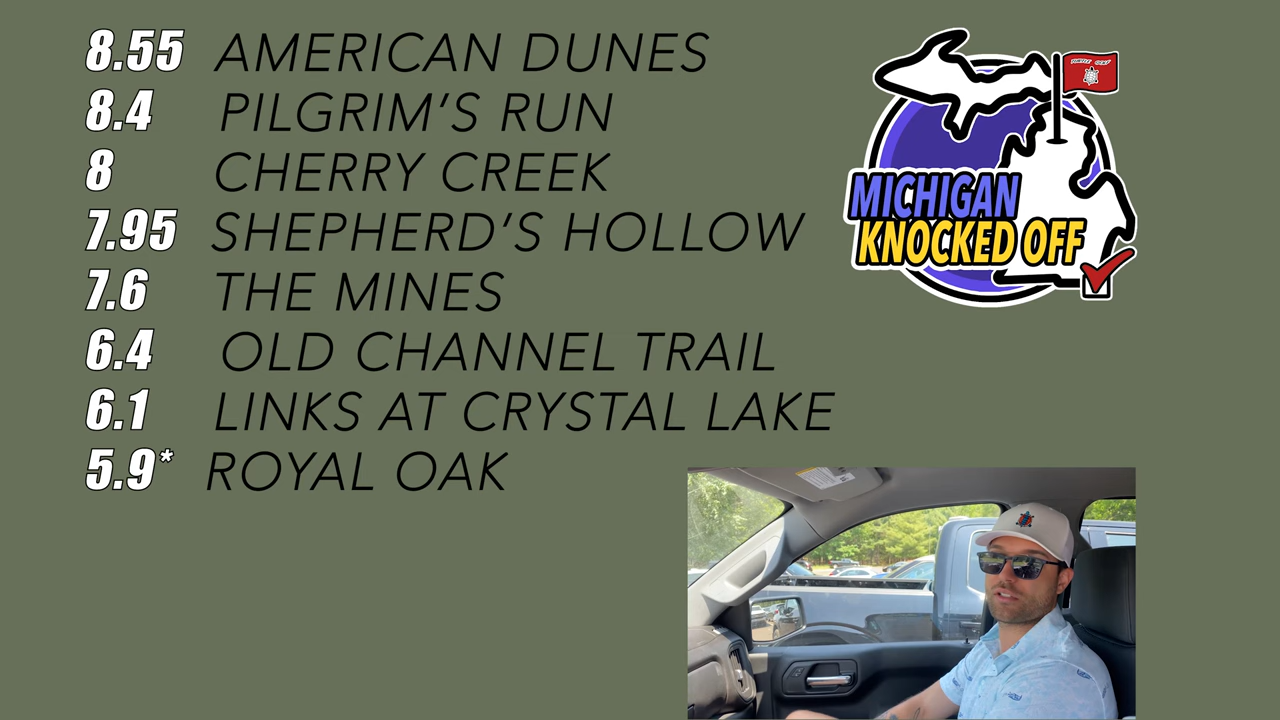 8.55 AMERICAN DUNES
8.4 PILGRIM'S RUN
8 CHERRY CREEK
7.95 SHEPHERD'S HOLLOW
7.6 THE MINES
6.4 OLD CHANNEL TRAIL
6.1 LINKS AT CRYSTAL LAKE
5.9* ROYAL OAK
MICHIGAN
KNOCKED OFF